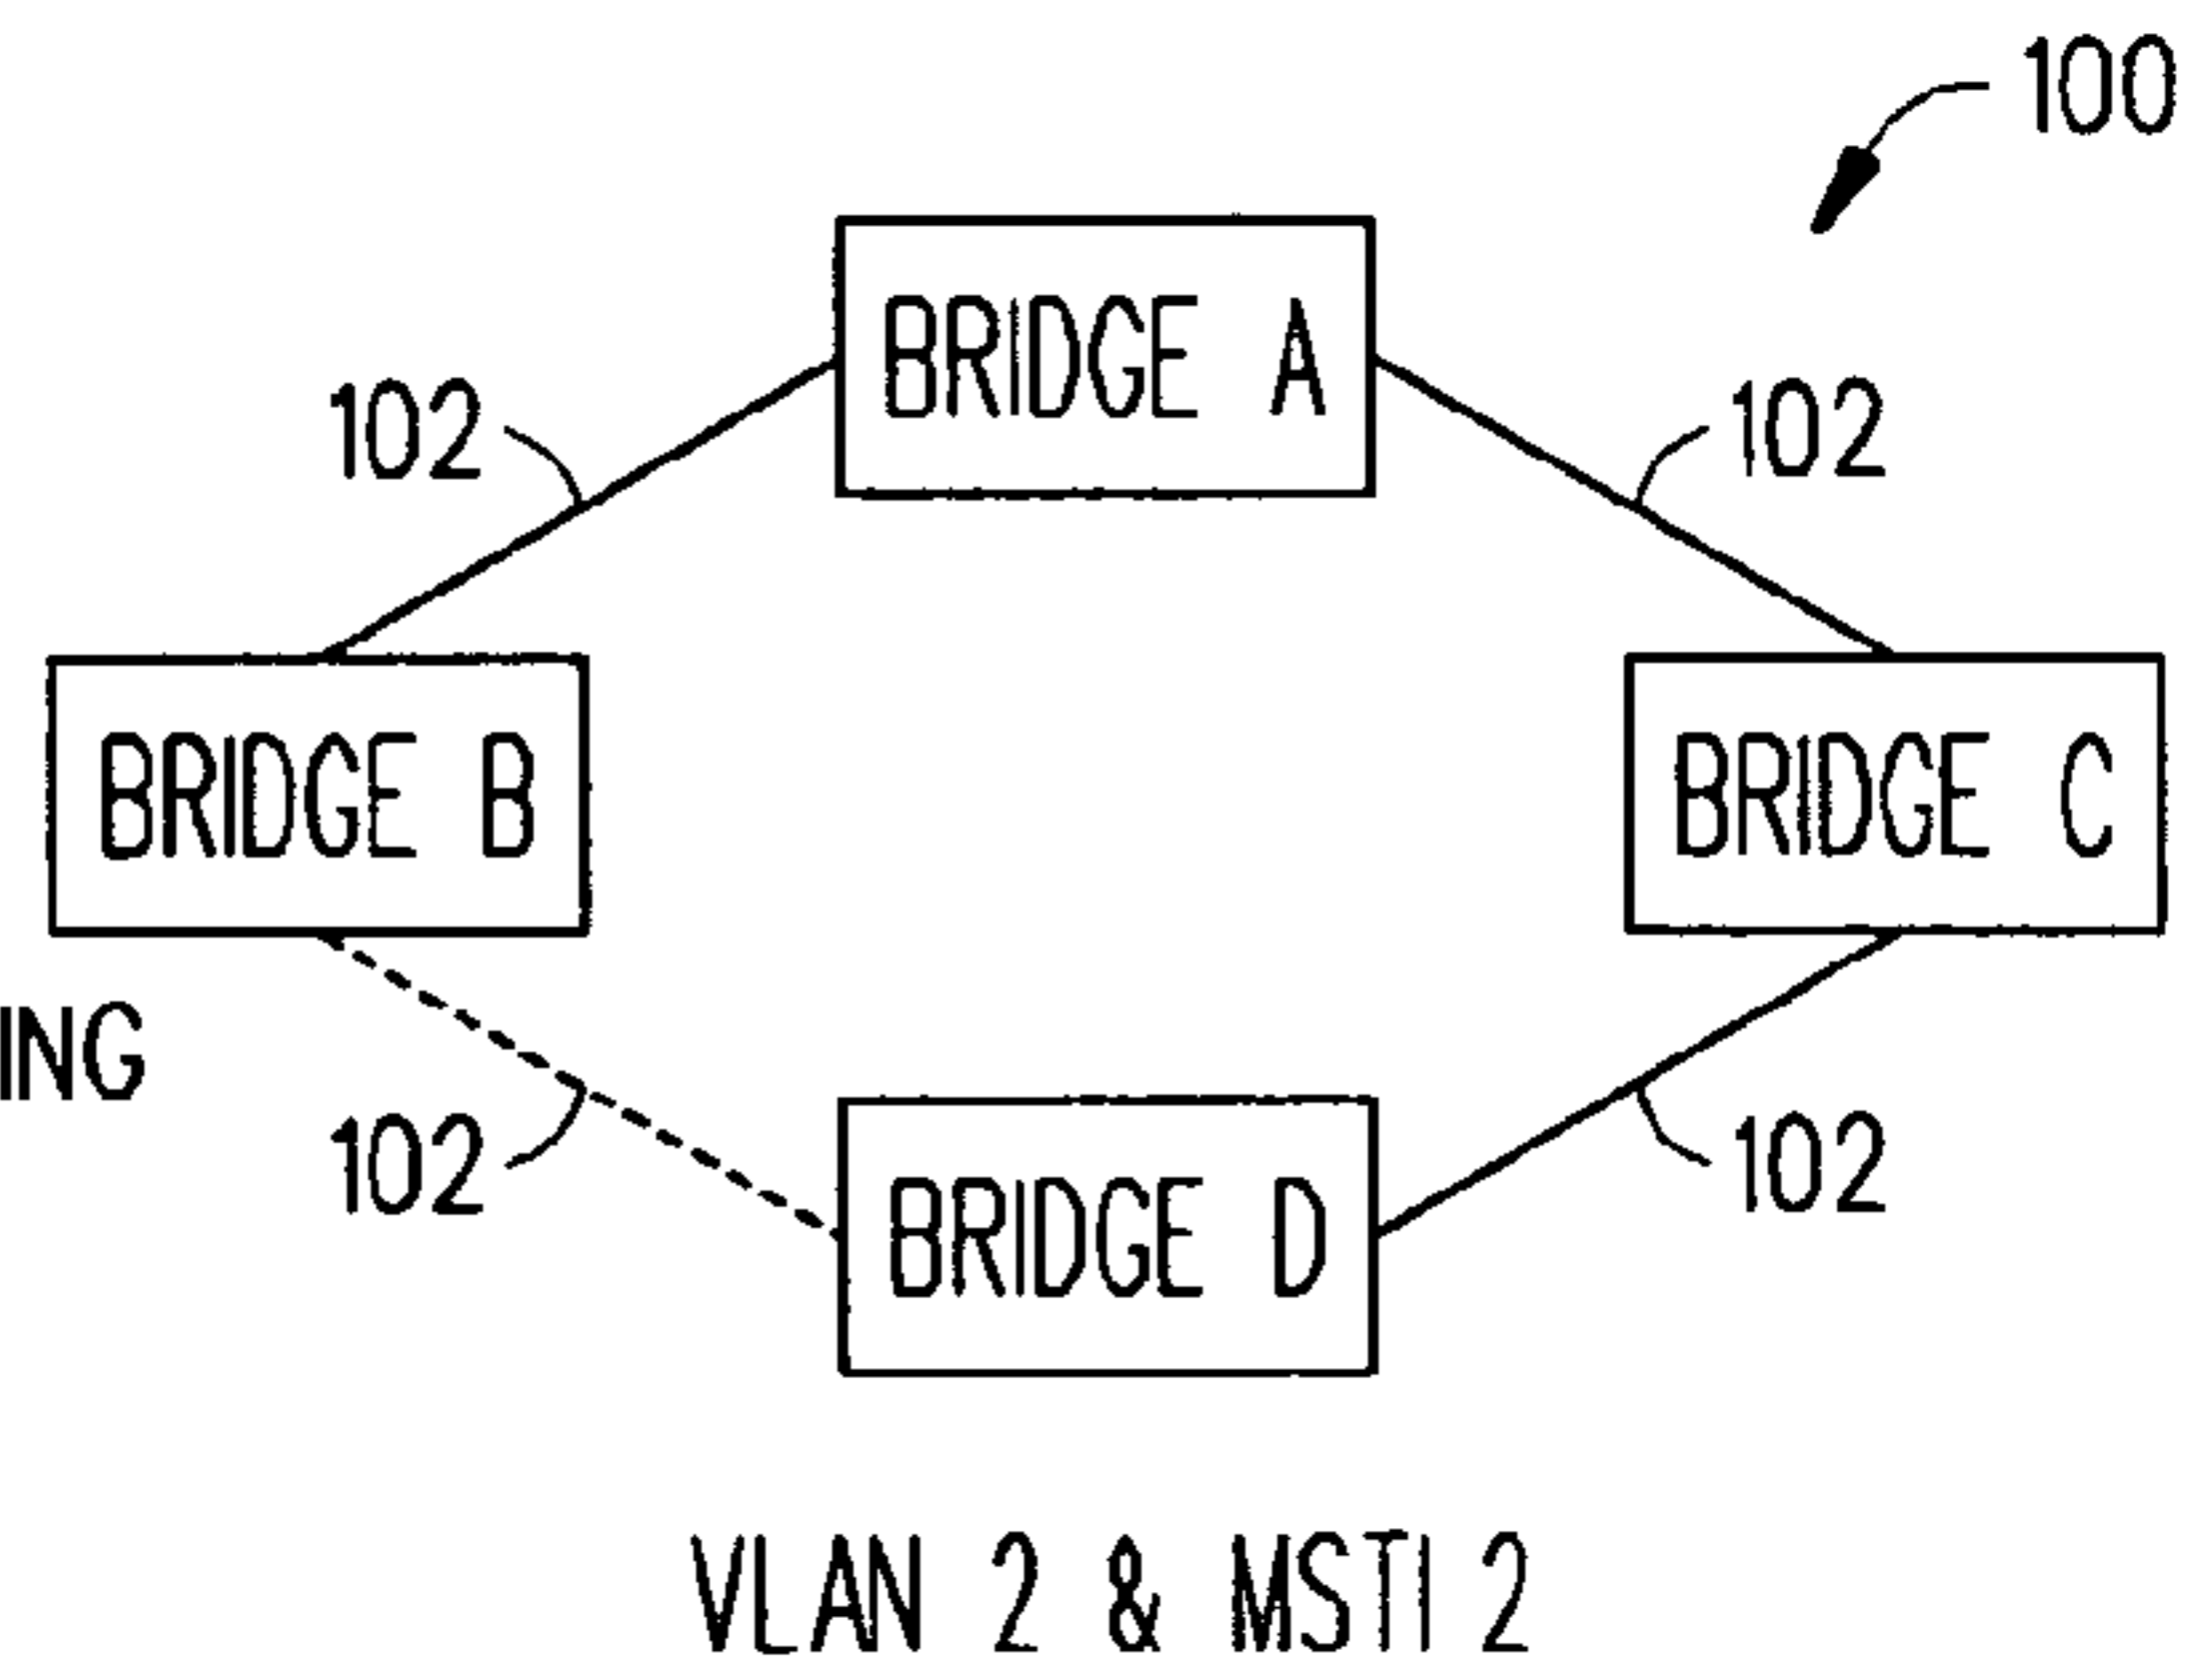 100
BRIDGE A
102
102
BRIDGE B
BRIDGE C
ING
102
102
BRIDGE D
VLAN 2 & MSTI 2